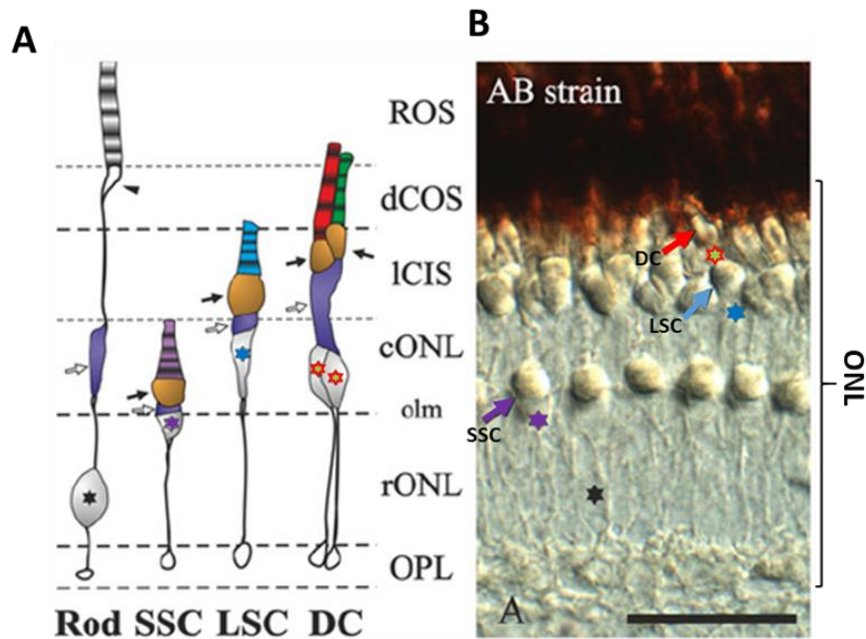 A
B
ROS
dCOS
lCIS
cONL
olm
rONL
OPL
Rod SSC LSC DC
AB strain
DC
LSC
SSC
ONL
A